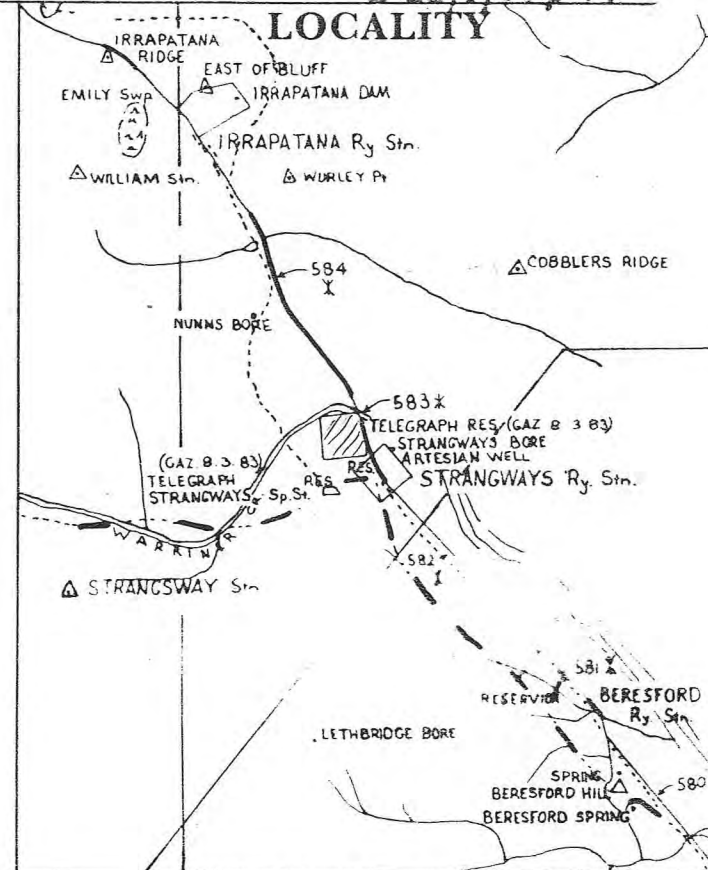 LOCALITY
IRRAPATANA
RIDGE
EAST OF BLUFF
EMILY Swp
IRRAPATANA DAM
IRRAPATANA Ry Stn.
WILLIAM Stn.
WURLEY Pt
584
COBBLERS RIDGE
NUNNS BORE
583
TELEGRAPH RES (GAZ 8 3 83)
STRANGWAYS BORE
ARTESIAN WELL
(GAZ. 8. 3. 83)
TELEGRAPH
STRANGWAYS Sp. St.
RES
RES.
STRANGWAYS Ry. Stn.
WARRINER
582
STRANGSWAY Stn
581
RESERVOIR
BERESFORD
Ry. Stn.
LETHBRIDGE BORE
SPRING
BERESFORD HILL
580
BERESFORD SPRING